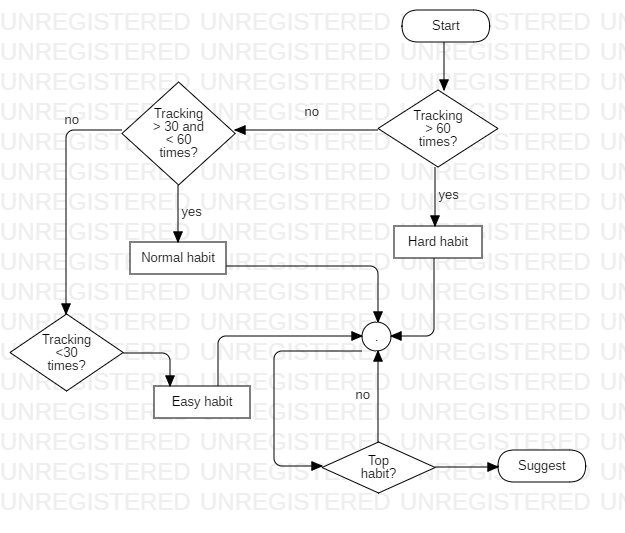 UNREGISTERED UNREGISTERED UNREGISTERED UN
Start
Tracking
> 60
times?
no
Tracking
> 30 and
< 60
times?
no
yes
yes
Hard habit
Normal habit
.
Tracking
<30
times?
Easy habit
no
Top
habit?
Suggest